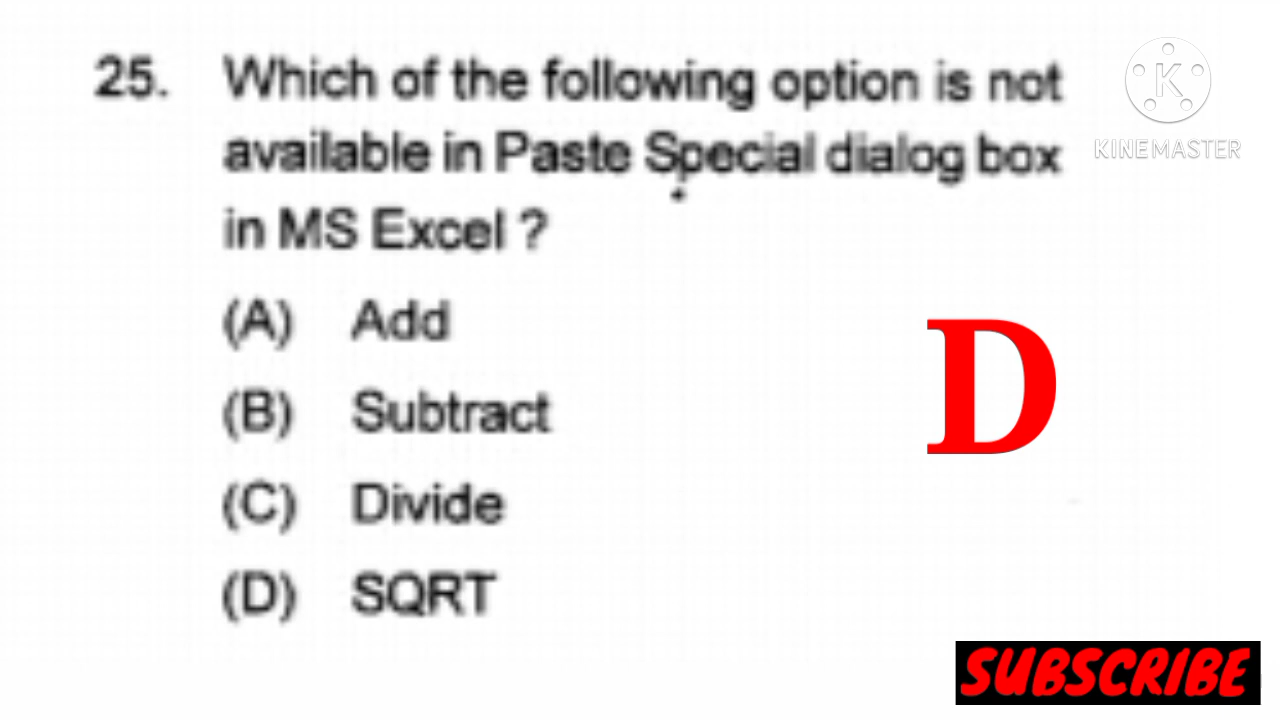 25. Which of the following option is not
available in Paste Special dialog box
in MS Excel ?
(A) Add
(B) Subtract
(C) Divide
(D) SQRT
D
K
KINEMASTER
SUBSCRIBE